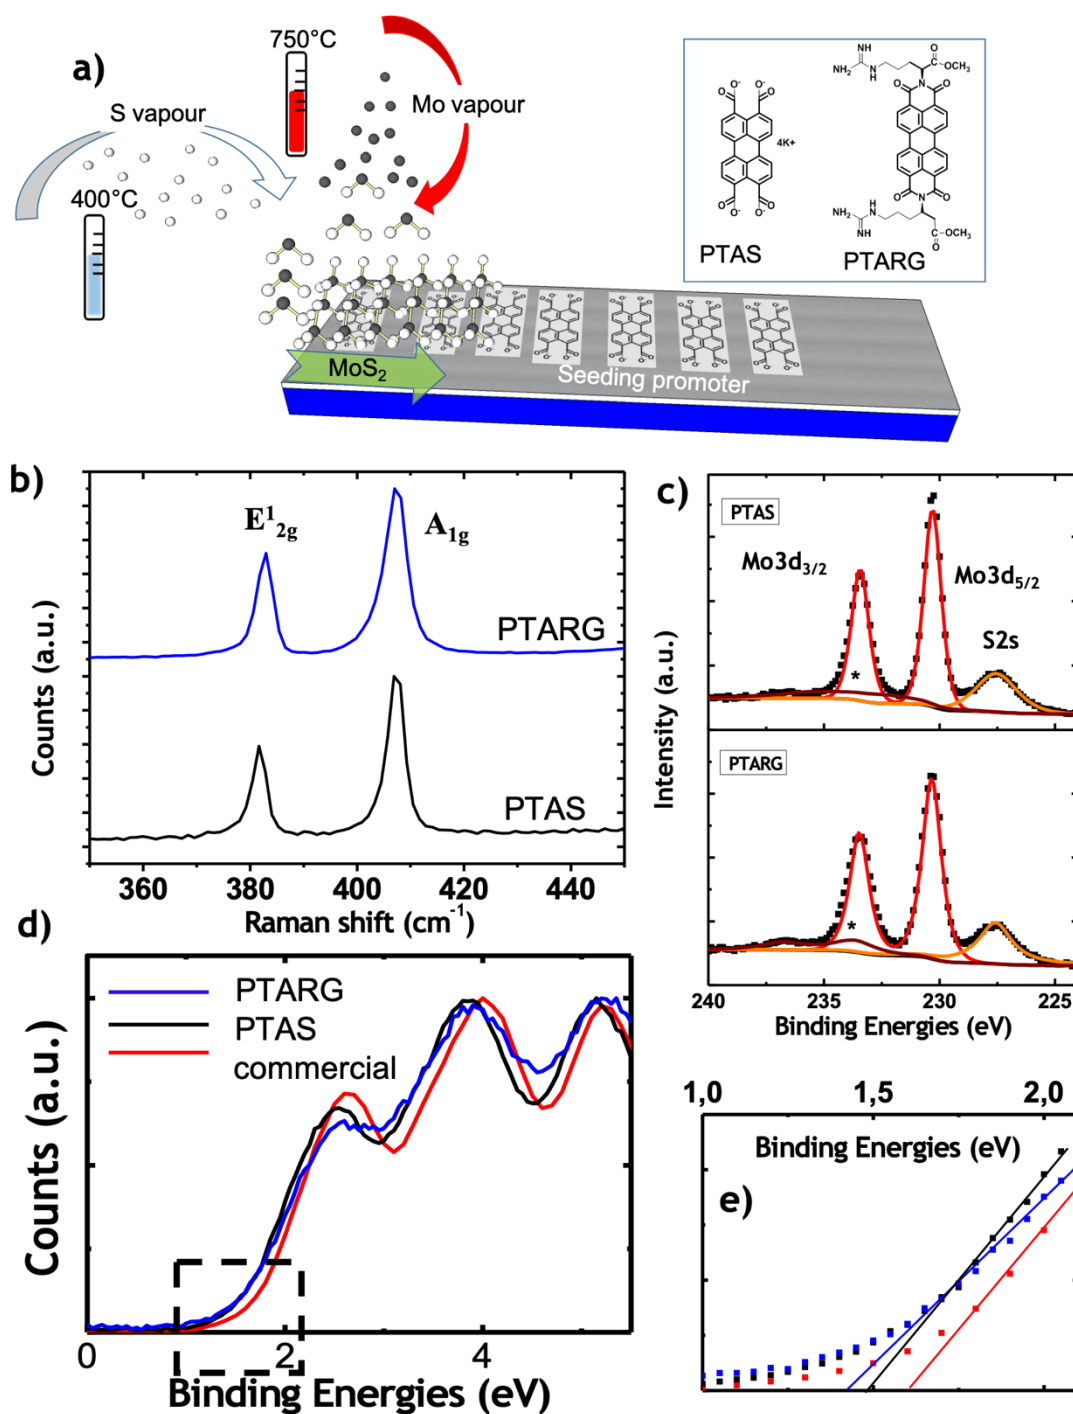 a)
750°C
S vapour
Mo vapour
400°C
MoS₂
Seeding promoter
O⁻ O⁻
C C
O O
4K+
O O
C C
O⁻ O⁻
PTAS
NH
NH₂ N H
O
C OCH₃
O N O
O N O
NH₂ N H
NH
C OCH₃
O
PTARG
b)
E¹₂g
A₁g
PTARG
PTAS
Counts (a.u.)
360 380 400 420 440
Raman shift (cm⁻¹)
c)
PTAS
Mo3d₃/₂
Mo3d₅/₂
S2s
*
PTARG
*
Intensity (a.u.)
240 235 230 225
Binding Energies (eV)
d)
PTARG
PTAS
commercial
Counts (a.u.)
0 2 4
Binding Energies (eV)
1,0 1,5 2,0
Binding Energies (eV)
e)